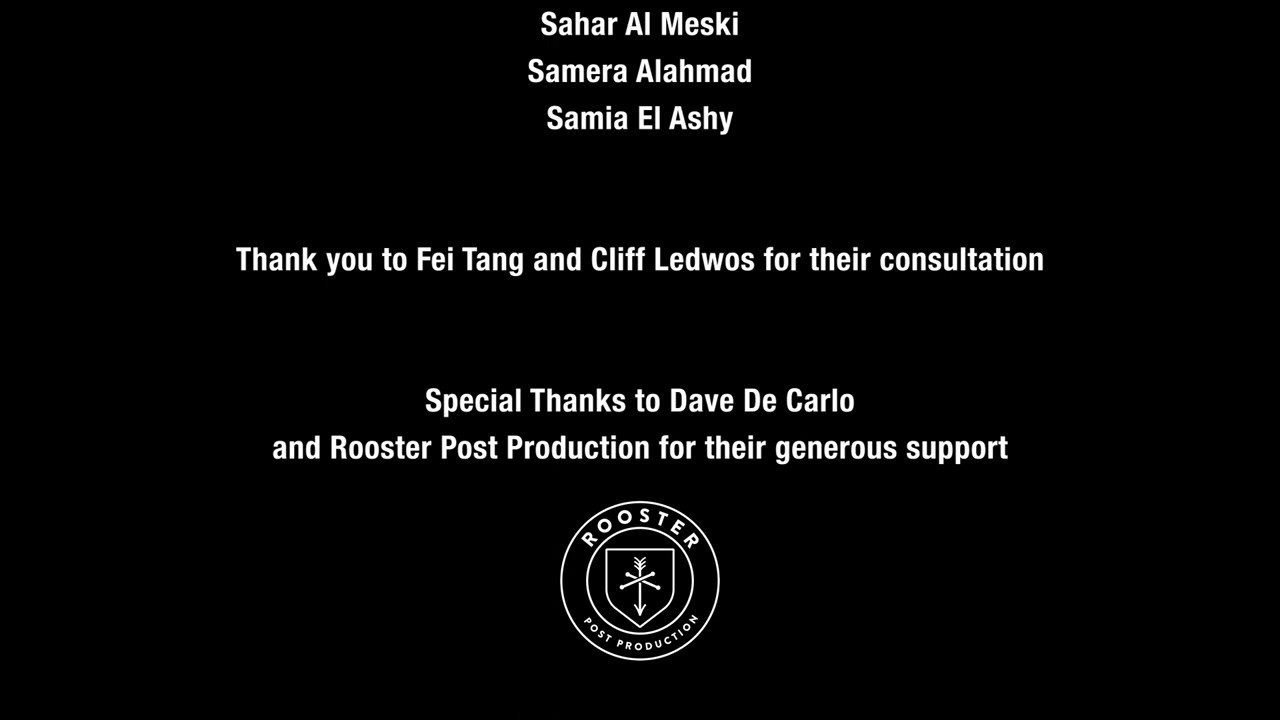 Sahar Al Meski
Samera Alahmad
Samia El Ashy
Thank you to Fei Tang and Cliff Ledwos for their consultation
Special Thanks to Dave De Carlo
and Rooster Post Production for their generous support
ROOSTER
POST PRODUCTION